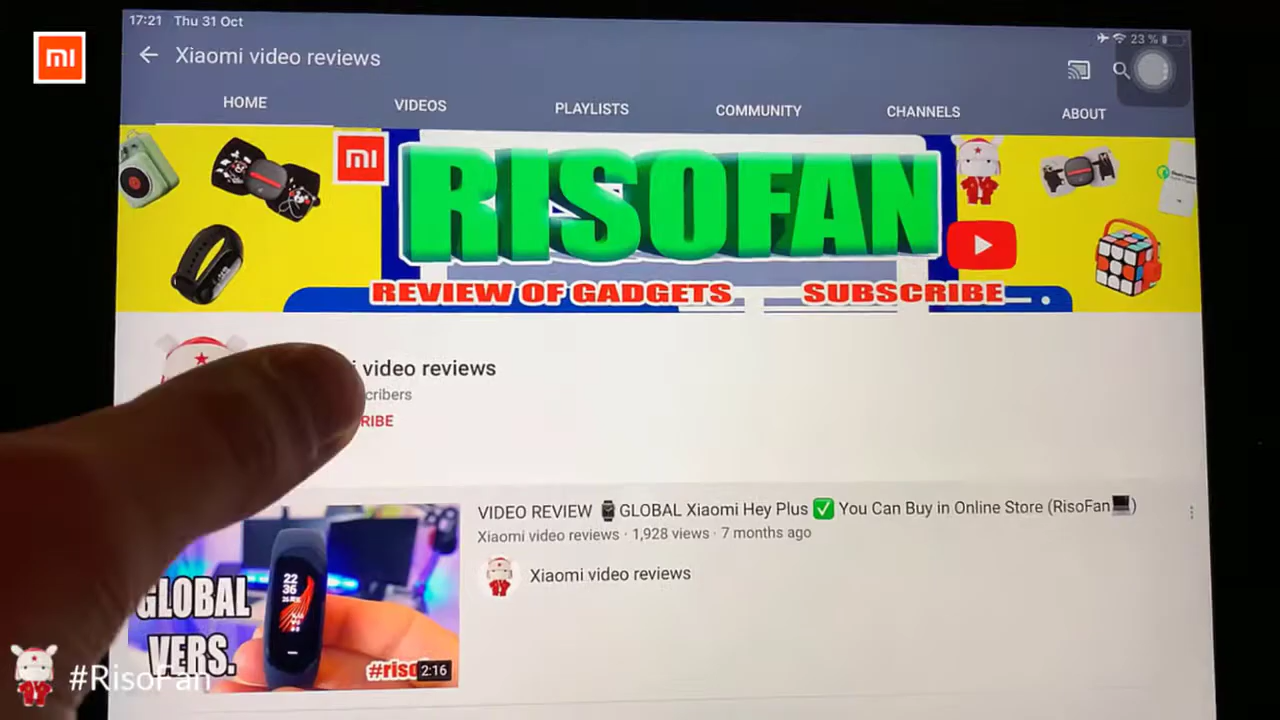 17:21 Thu 31 Oct
23 %
mi
Xiaomi video reviews
HOME VIDEOS PLAYLISTS COMMUNITY CHANNELS ABOUT
mi
RISOFAN
REVIEW OF GADGETS SUBSCRIBE
i video reviews
cribers
RIBE
VIDEO REVIEW ⌚GLOBAL Xiaomi Hey Plus ✅ You Can Buy in Online Store (RisoFan💻)
Xiaomi video reviews · 1,928 views · 7 months ago
Xiaomi video reviews
22
36
GLOBAL
VERS.
#riso
2:16
#RisoFan